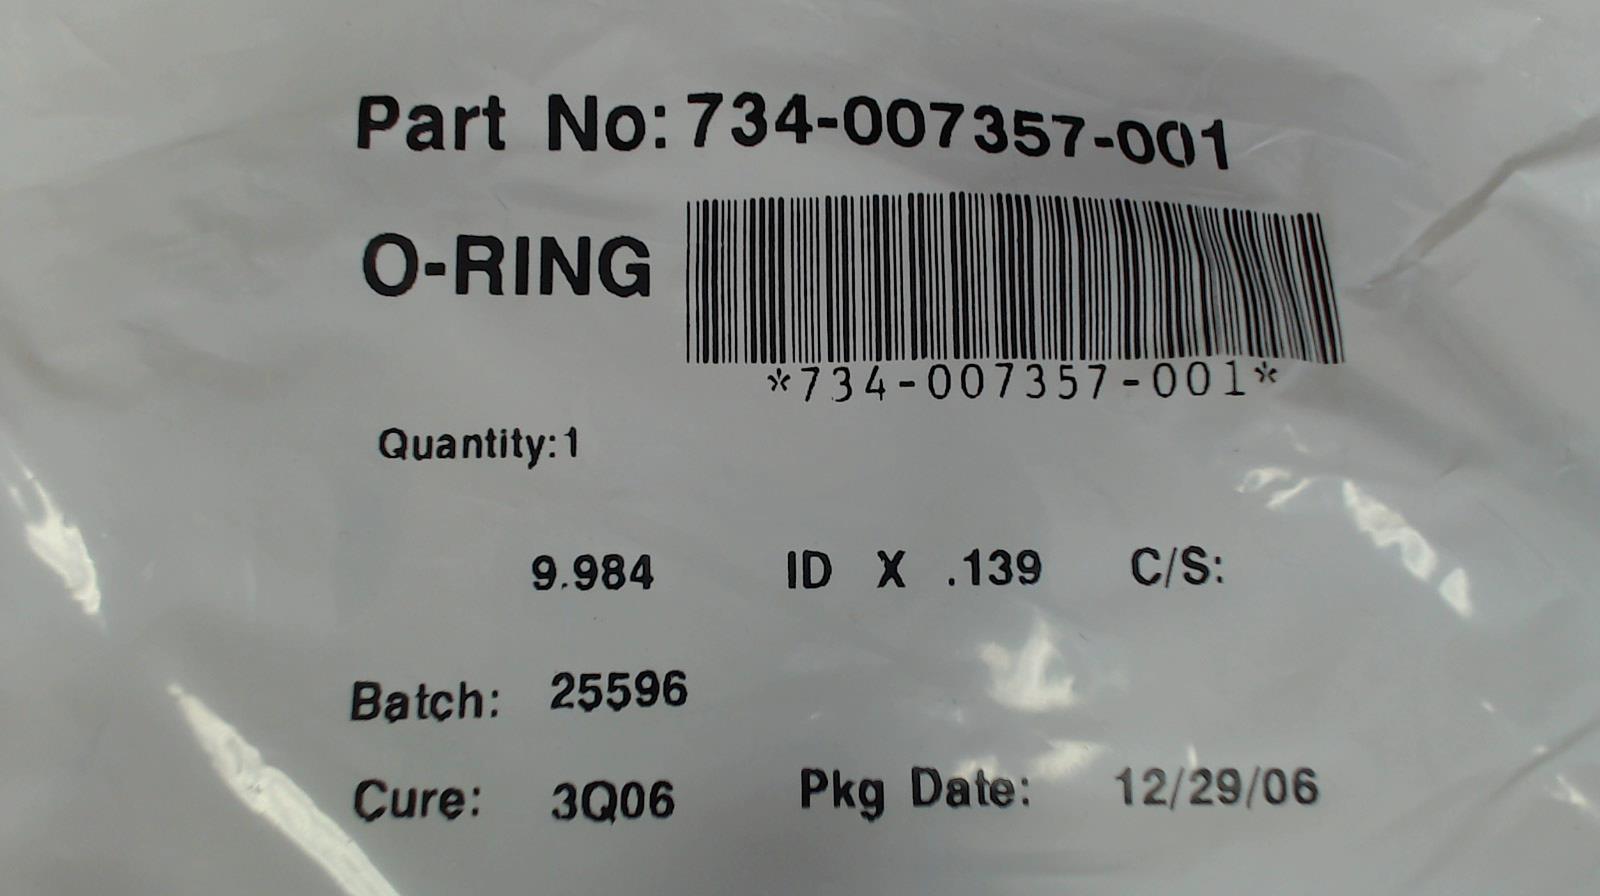 Part No: 734-007357-001
O-RING
*734-007357-001*
Quantity: 1
9.984 ID X .139 C/S:
Batch: 25596
Cure: 3Q06 Pkg Date: 12/29/06